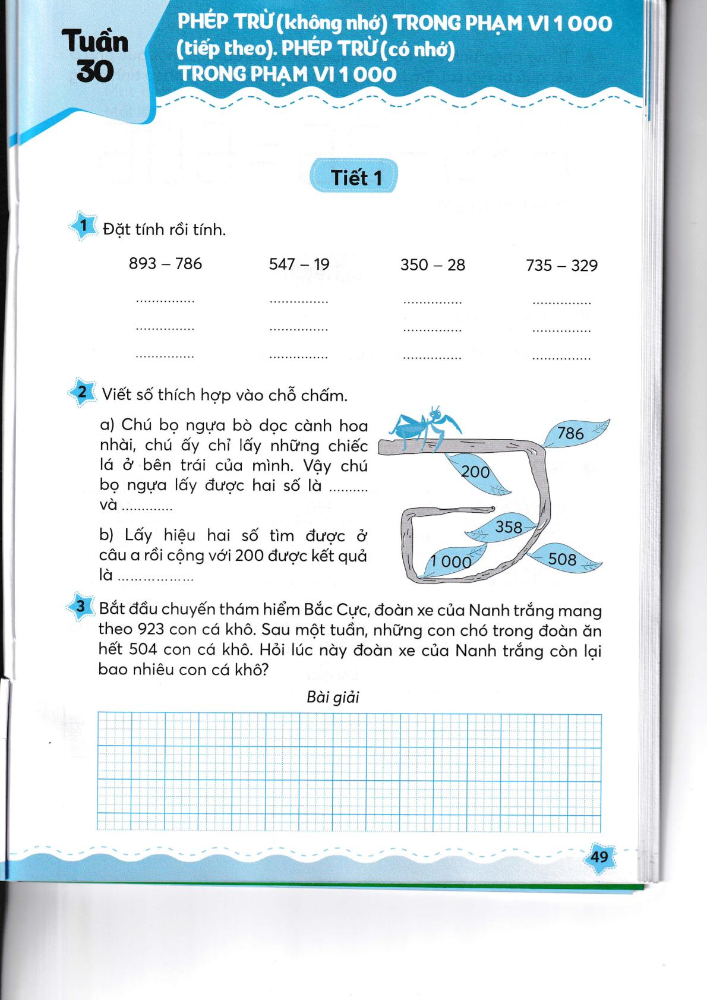 Tuần
30
PHÉP TRỪ (không nhớ) TRONG PHẠM VI 1 000
(tiếp theo). PHÉP TRỪ (có nhớ)
TRONG PHẠM VI 1 000
Tiết 1
1 Đặt tính rồi tính.
893 – 786 547 – 19 350 – 28 735 – 329
............... ............... ............... ...............
............... ............... ............... ...............
............... ............... ............... ...............
2 Viết số thích hợp vào chỗ chấm.
a) Chú bọ ngựa bò dọc cành hoa
nhài, chú ấy chỉ lấy những chiếc
lá ở bên trái của mình. Vậy chú
bọ ngựa lấy được hai số là ..........
và .............
b) Lấy hiệu hai số tìm được ở
câu a rồi cộng với 200 được kết quả
là ..................
786
200
358
1 000
508
3 Bắt đầu chuyến thám hiểm Bắc Cực, đoàn xe của Nanh trắng mang
theo 923 con cá khô. Sau một tuần, những con chó trong đoàn ăn
hết 504 con cá khô. Hỏi lúc này đoàn xe của Nanh trắng còn lại
bao nhiêu con cá khô?
Bài giải
49